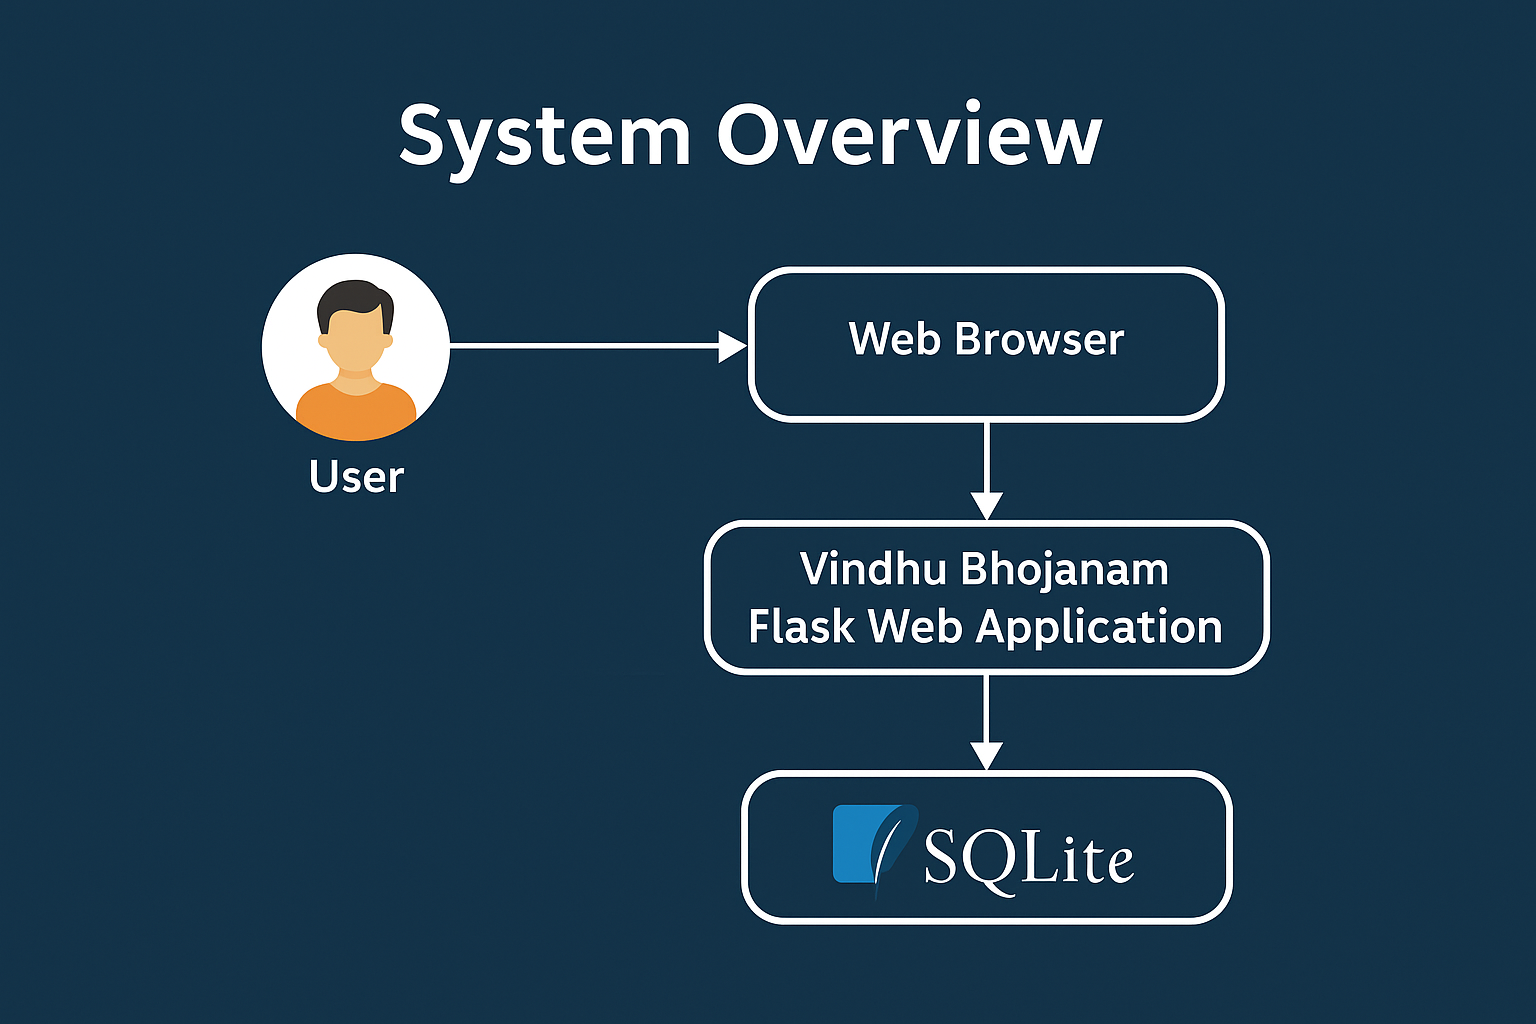 System Overview
User
Web Browser
Vindhu Bhojanam
Flask Web Application
SQLite